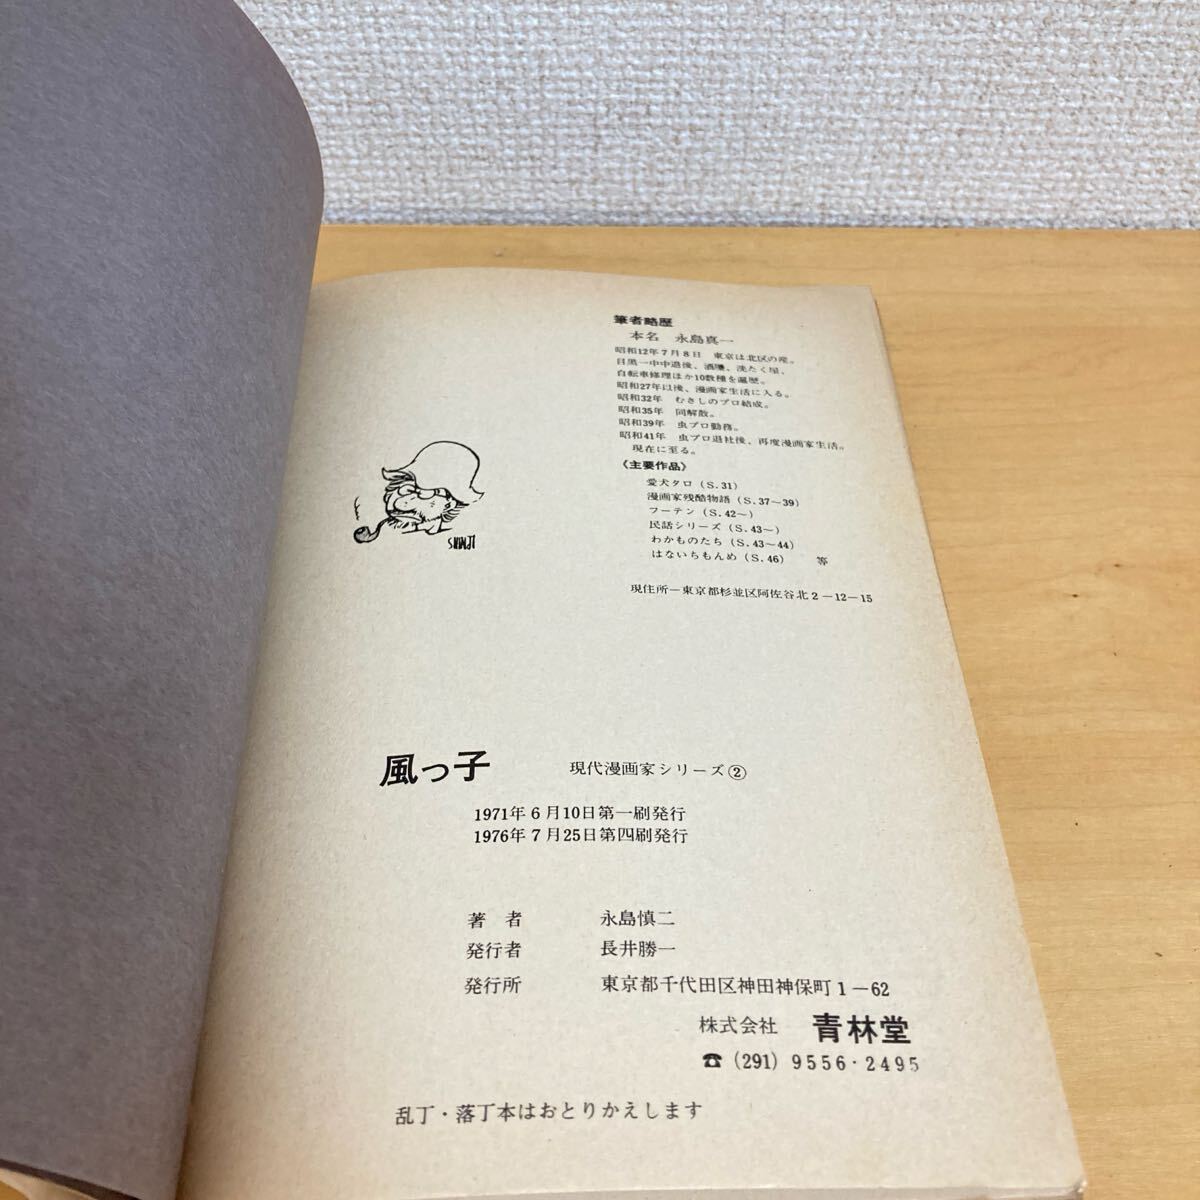 筆者略歴
本名 永島真一
昭和12年7月8日 東京は北区の産。
目黒一中中退後、酒屋、洗たく屋、
自転車修理ほか10数種を遍歴。
昭和27年以後、漫画家生活に入る。
昭和32年 むさしのプロ結成。
昭和35年 同解散。
昭和39年 虫プロ勤務。
昭和41年 虫プロ退社後、再度漫画家生活。
現在に至る。
《主要作品》
愛犬タロ(S.31)
漫画家残酷物語(S.37〜39)
フーテン(S.42〜)
民話シリーズ(S.43〜)
わかものたち(S.43〜44)
はないちもんめ(S.46) 等
現住所―東京都杉並区阿佐谷北2―12―15
SHINJI
風っ子 現代漫画家シリーズ②
1971年6月10日第一刷発行
1976年7月25日第四刷発行
著者 永島慎二
発行者 長井勝一
発行所 東京都千代田区神田神保町1―62
株式会社 青林堂
☎(291)9556・2495
乱丁・落丁本はおとりかえします